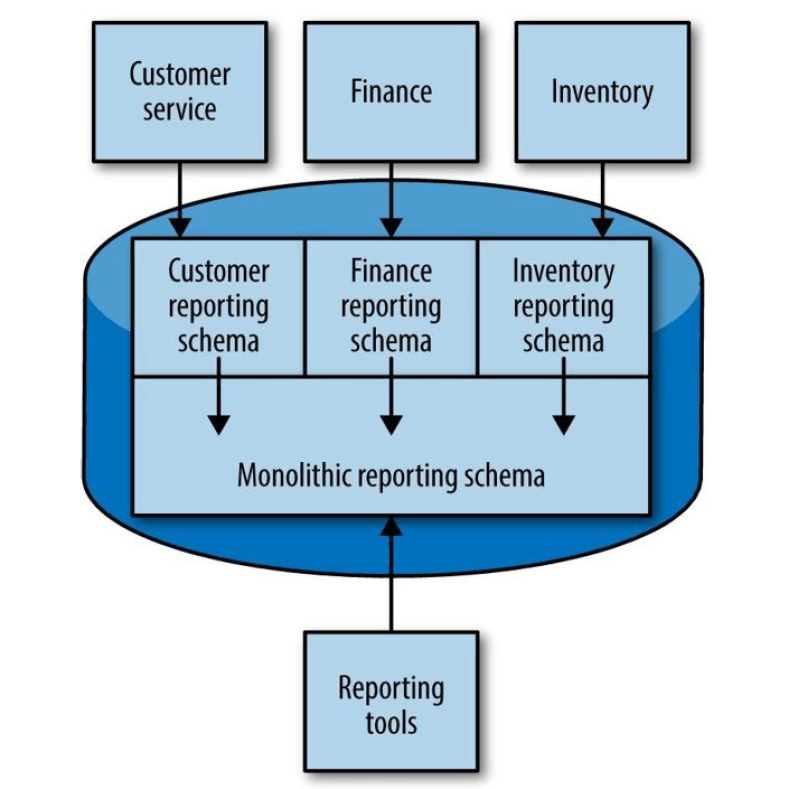 Customer
service
Finance
Inventory
Customer
reporting
schema
Finance
reporting
schema
Inventory
reporting
schema
Monolithic reporting schema
Reporting
tools